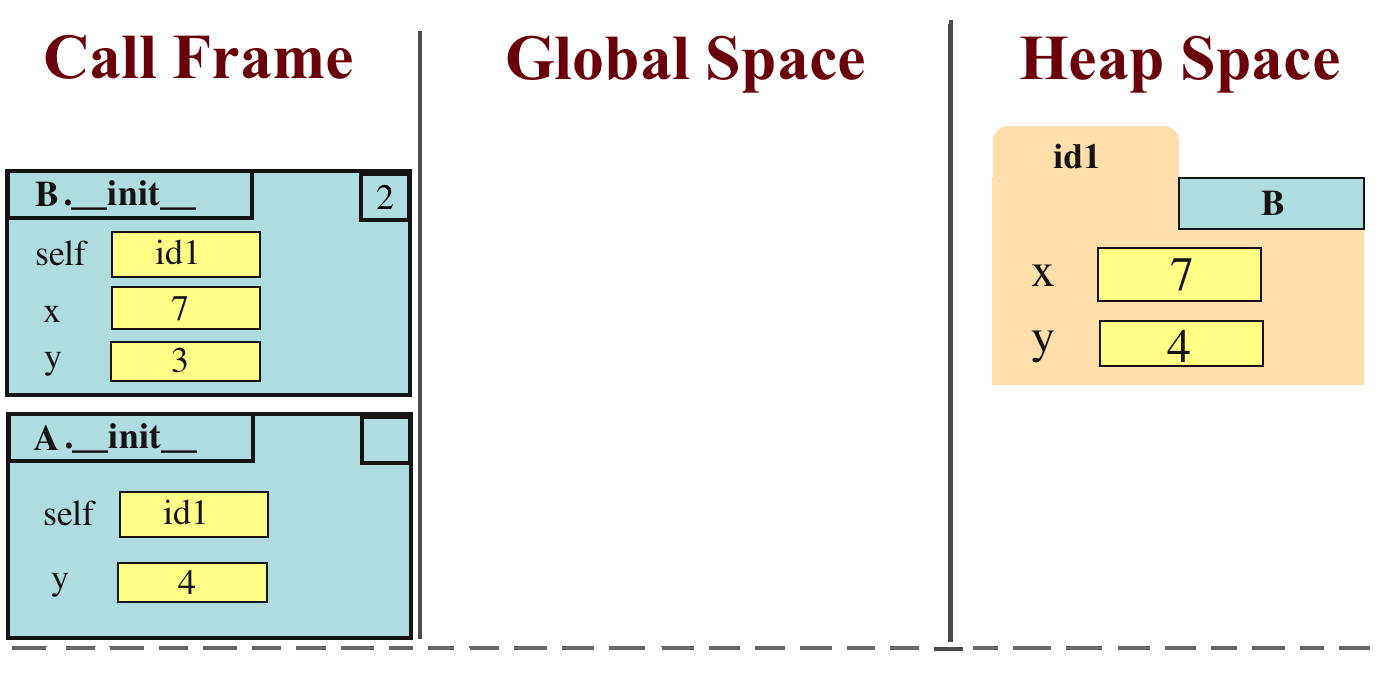 Call Frame
Global Space
Heap Space
B.__init__
2
self
id1
x
7
y
3
A.__init__
self
id1
y
4
id1
B
x
7
y
4